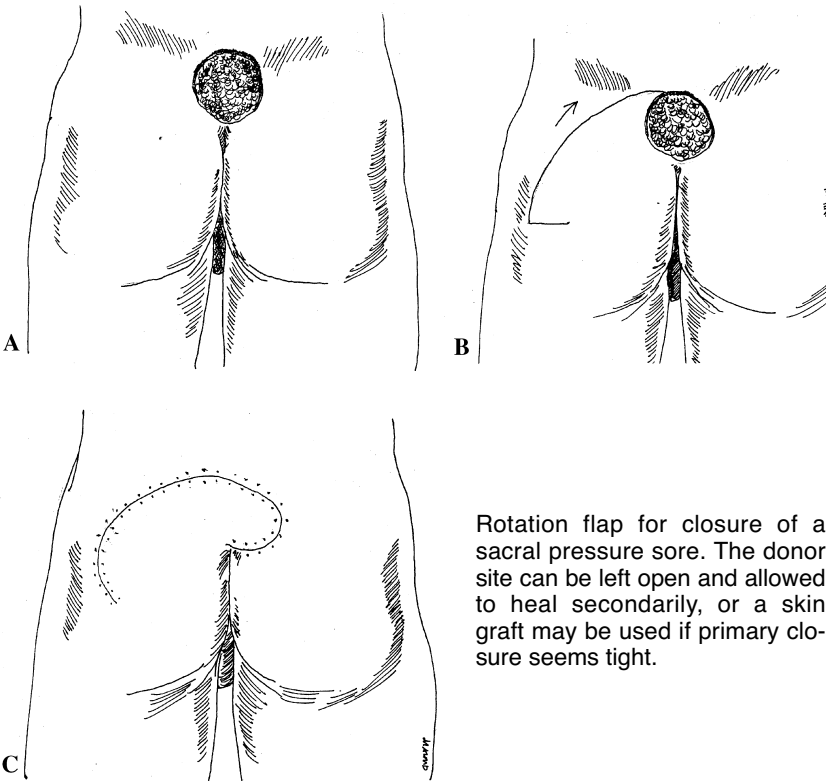 A
B
C
Rotation flap for closure of a
sacral pressure sore. The donor
site can be left open and allowed
to heal secondarily, or a skin
graft may be used if primary clo-
sure seems tight.